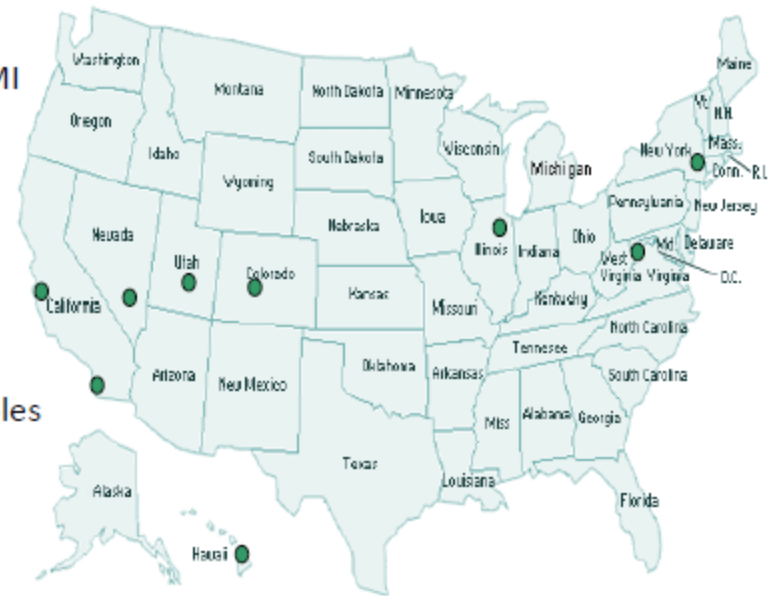 MI
Washington
Montana
North Dakota
Minnesota
Maine
Oregon
Idaho
Wyoming
South Dakota
Wisconsin
Michigan
New York
Vt
N.H.
Mass.
Conn.
R.I.
Nevada
Utah
Colorado
Nebraska
Iowa
Illinois
Indiana
Ohio
Pennsylvania
New Jersey
Md
Delaware
West
Virginia
Virginia
D.C.
California
Kansas
Missouri
Kentucky
North Carolina
Tennesee
South Carolina
Arizona
New Mexico
Oklahoma
Arkansas
Miss
Alabama
Georgia
les
Texas
Louisiana
Florida
Alaska
Hawaii